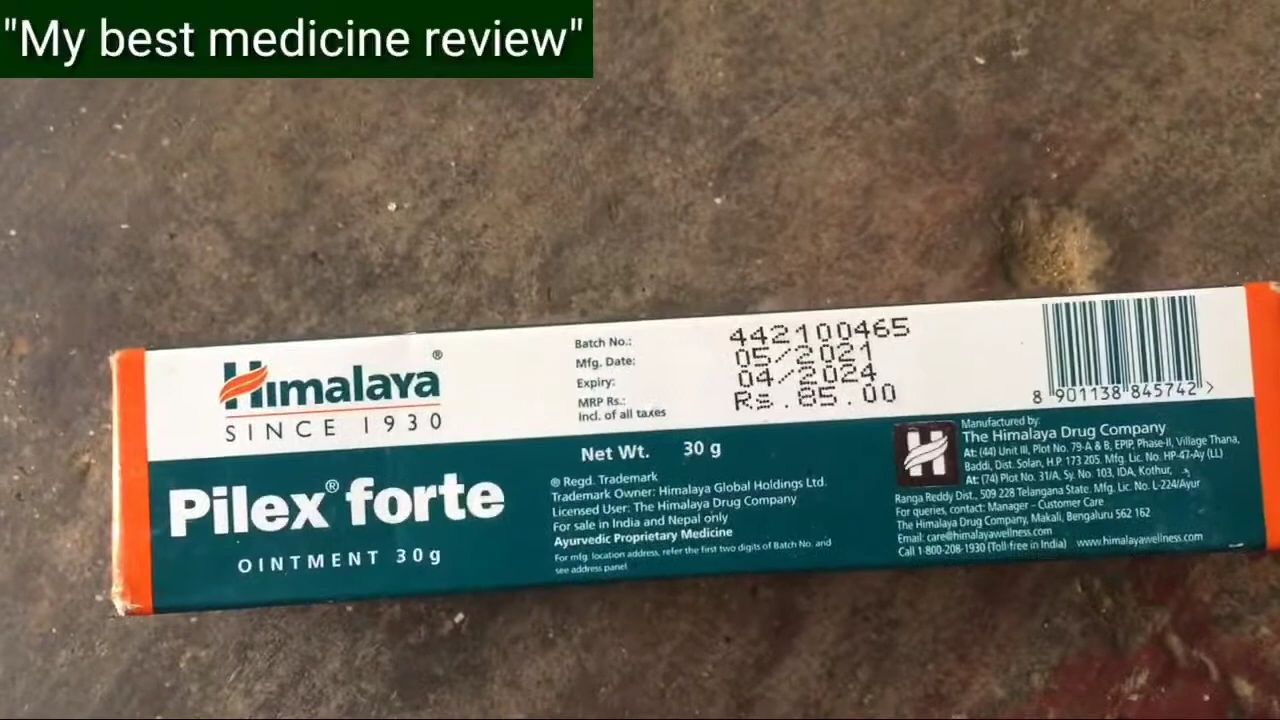 "My best medicine review"
Himalaya®
SINCE 1930
Pilex® forte
OINTMENT 30g
Batch No.:
Mfg. Date:
Expiry:
MRP Rs.:
Incl. of all taxes
442100465
05/2021
04/2024
Rs.85.00
Net Wt. 30 g
® Regd. Trademark
Trademark Owner: Himalaya Global Holdings Ltd.
Licensed User: The Himalaya Drug Company
For sale in India and Nepal only
Ayurvedic Proprietary Medicine
For mfg. location address, refer the first two digits of Batch No. and
see address panel
8 901138 845742 >
Manufactured by:
The Himalaya Drug Company
At: (44) Unit III, Plot No. 79-A & B, EPIP, Phase-II, Village Thana,
Baddi, Dist. Solan, H.P. 173 205. Mfg. Lic. No. HP-47-Ay (LL)
At: (74) Plot No. 31/A, Sy. No. 103, IDA, Kothur,
Ranga Reddy Dist., 509 228 Telangana State. Mfg. Lic. No. L-224/Ayur
For queries, contact: Manager - Customer Care
The Himalaya Drug Company, Makali, Bengaluru 562 162
Email: care@himalayawellness.com
Call 1-800-208-1930 (Toll-free in India) www.himalayawellness.com